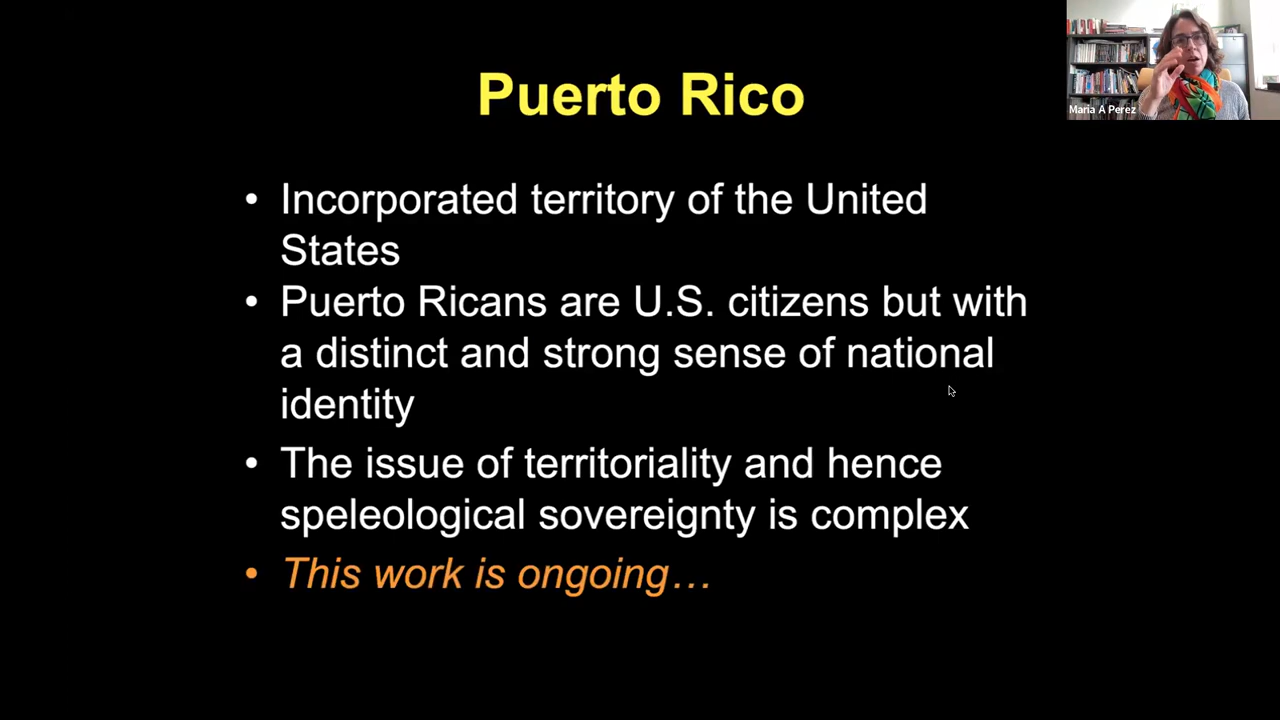 Puerto Rico
Maria A Perez
• Incorporated territory of the United
States
• Puerto Ricans are U.S. citizens but with
a distinct and strong sense of national
identity
• The issue of territoriality and hence
speleological sovereignty is complex
• This work is ongoing…